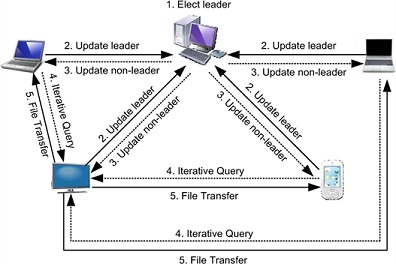 1. Elect leader
2. Update leader
2. Update leader
3. Update non-leader
3. Update non-leader
4. Iterative Query
5. File Transfer
2. Update leader
3. Update non-leader
2. Update leader
3. Update non-leader
4. Iterative Query
5. File Transfer
4. Iterative Query
5. File Transfer